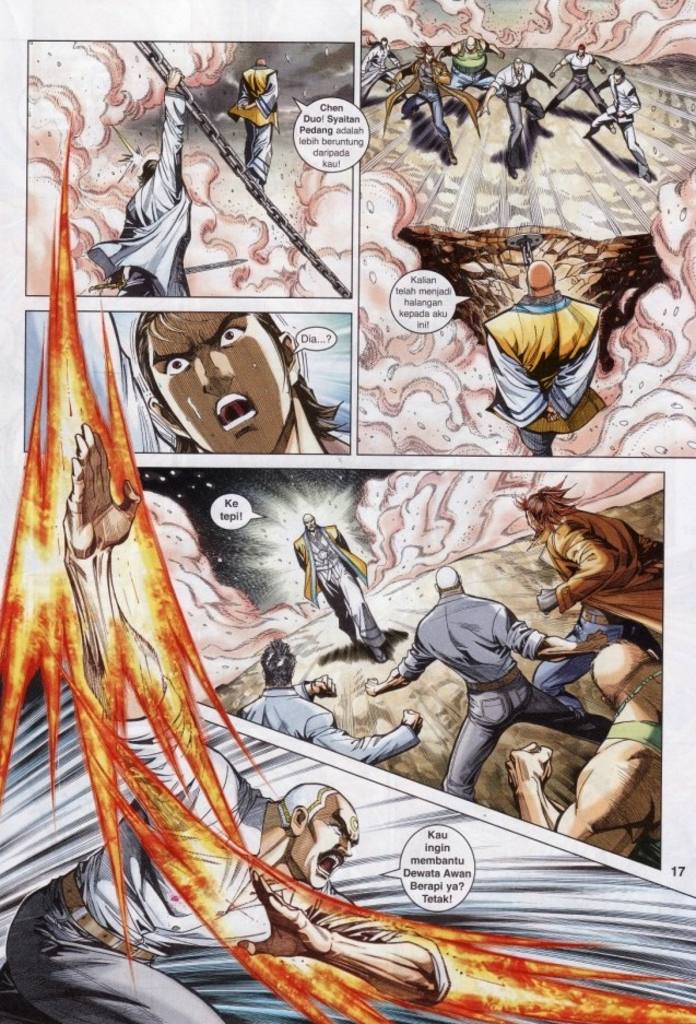 Chen
Duo! Syaitan
Pedang adalah
lebih beruntung
daripada
kau!
Kalian
telah menjadi
halangan
kepada aku
ini!
Dia...?
Ke
tepi!
Kau
ingin
membantu
Dewata Awan
Berapi ya?
Tetak!
17